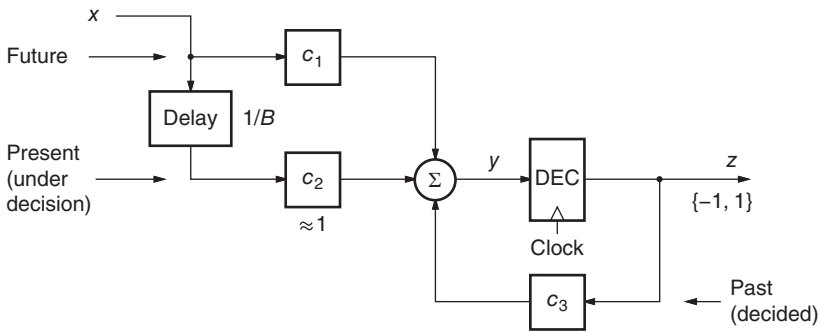 x
Future
c1
Delay
1/B
Present
(under
decision)
c2
≈1
Σ
y
DEC
z
{−1, 1}
Clock
c3
Past
(decided)